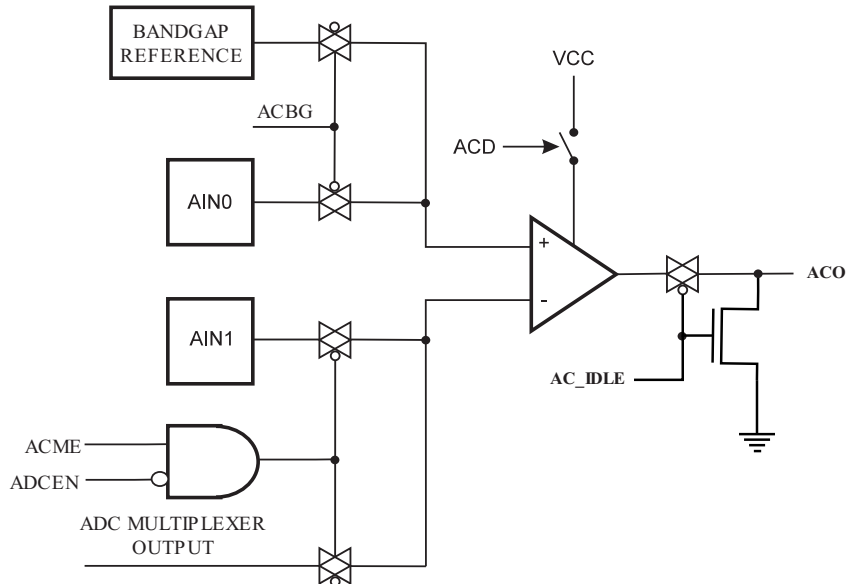 BANDGAP
REFERENCE
ACBG
AIN0
VCC
ACD
+
-
ACO
AIN1
AC_IDLE
ACME
ADCEN
ADC MULTIPLEXER
OUTPUT